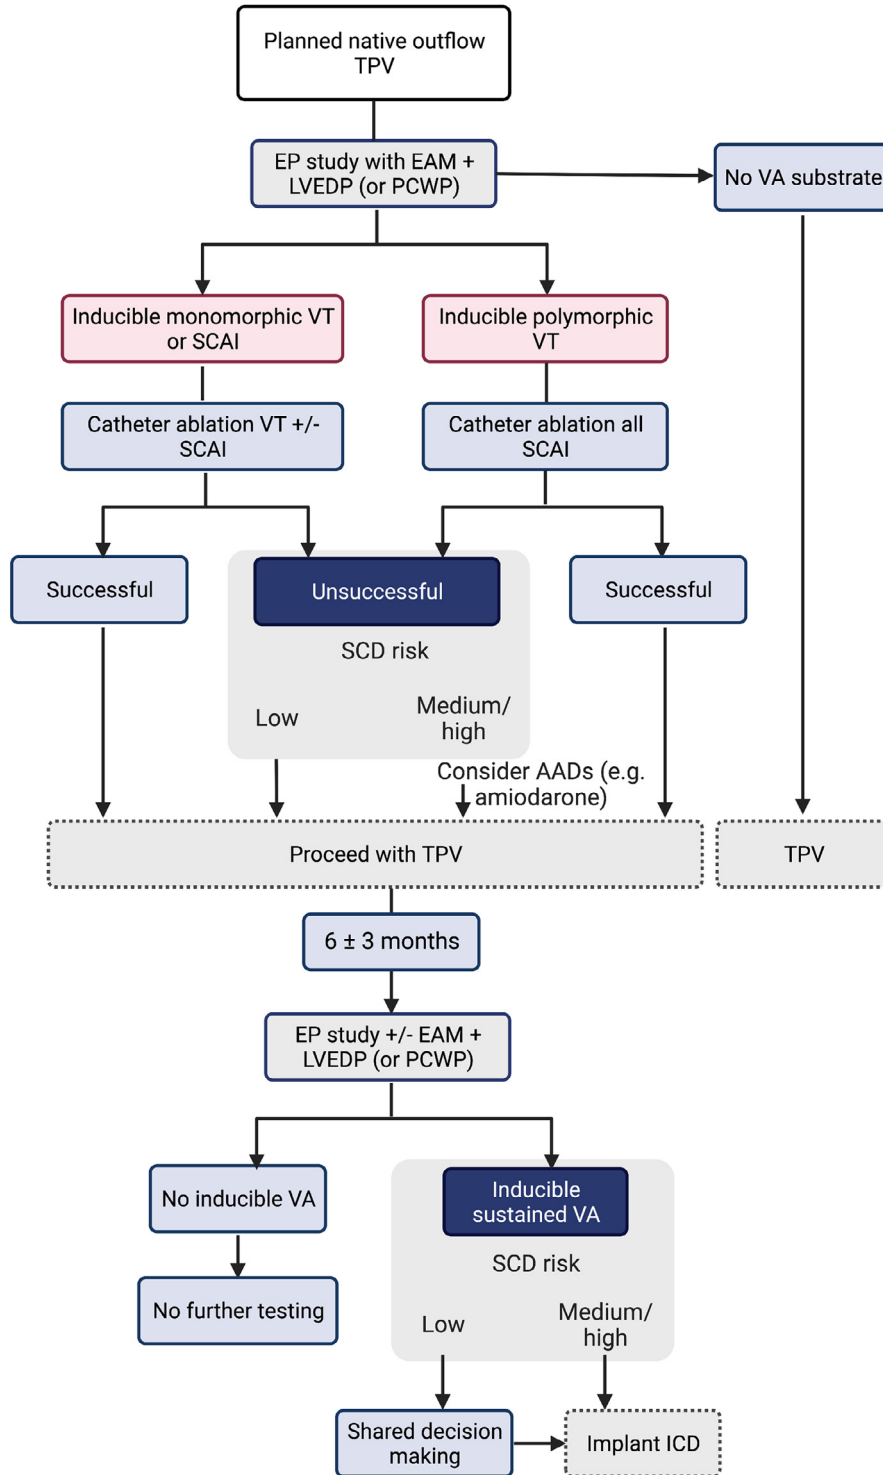 Planned native outflow
TPV
EP study with EAM +
LVEDP (or PCWP)
No VA substrate
Inducible monomorphic VT
or SCAI
Inducible polymorphic
VT
Catheter ablation VT +/-
SCAI
Catheter ablation all
SCAI
Successful
Unsuccessful
Successful
SCD risk
Low
Medium/
high
Consider AADs (e.g.
amiodarone)
Proceed with TPV
TPV
6 ± 3 months
EP study +/- EAM +
LVEDP (or PCWP)
No inducible VA
Inducible
sustained VA
SCD risk
No further testing
Low
Medium/
high
Shared decision
making
Implant ICD